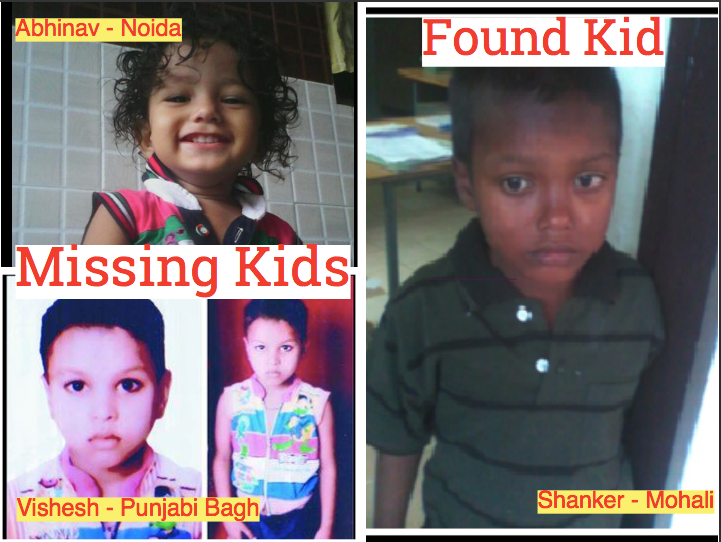 Abhinav - Noida
Missing Kids
Vishesh - Punjabi Bagh
Found Kid
Shanker - Mohali